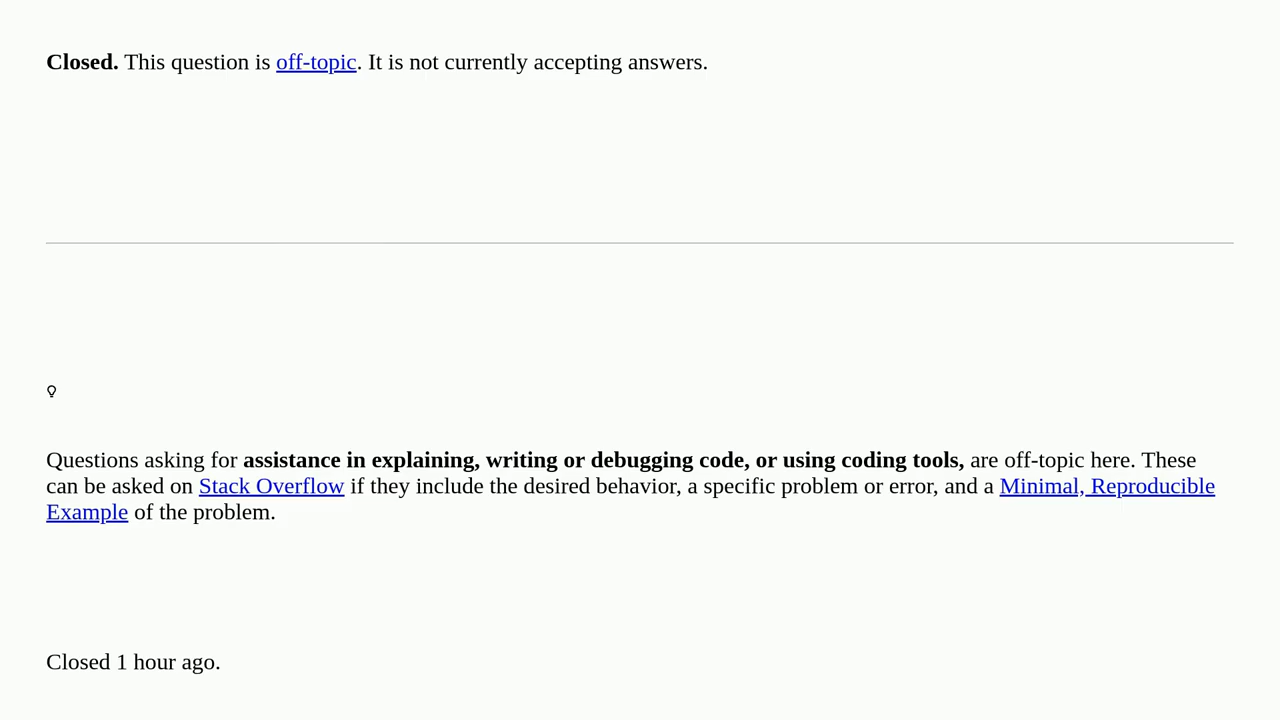 Closed. This question is off-topic. It is not currently accepting answers.
Questions asking for assistance in explaining, writing or debugging code, or using coding tools, are off-topic here. These
can be asked on Stack Overflow if they include the desired behavior, a specific problem or error, and a Minimal, Reproducible
Example of the problem.
Closed 1 hour ago.